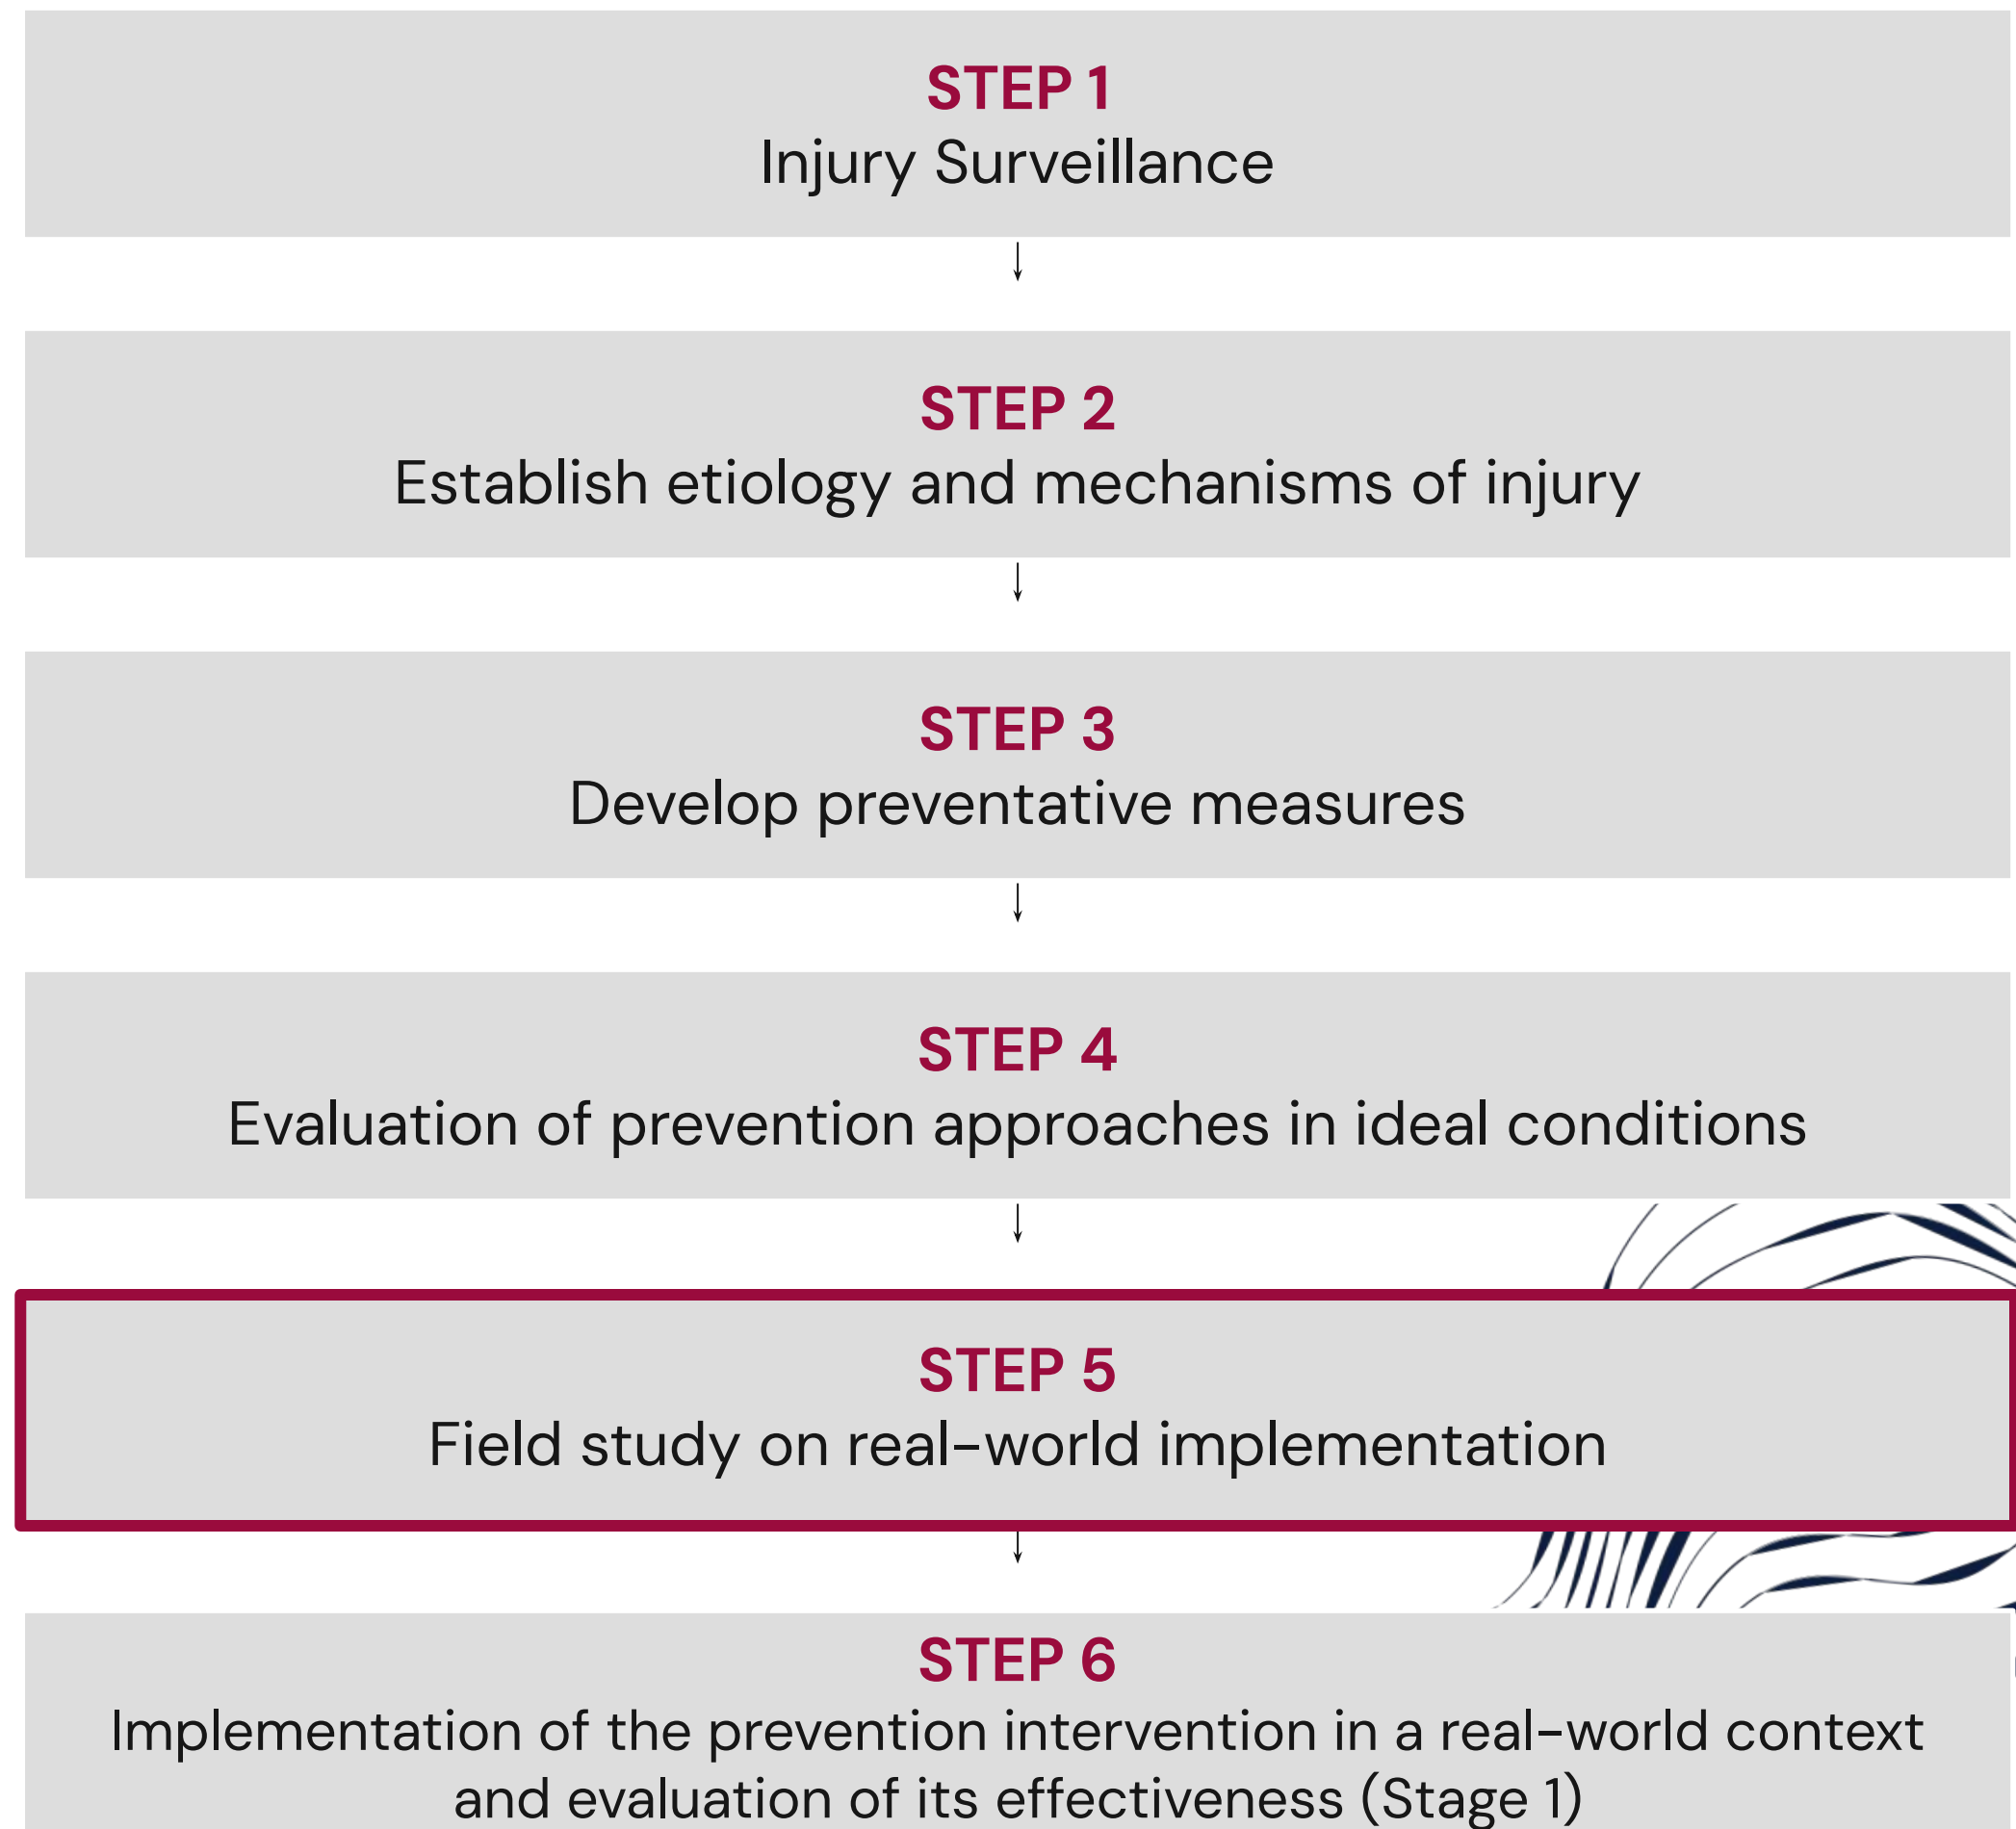 STEP 1
Injury Surveillance
STEP 2
Establish etiology and mechanisms of injury
STEP 3
Develop preventative measures
STEP 4
Evaluation of prevention approaches in ideal conditions
STEP 5
Field study on real-world implementation
STEP 6
Implementation of the prevention intervention in a real-world context
and evaluation of its effectiveness (Stage 1)